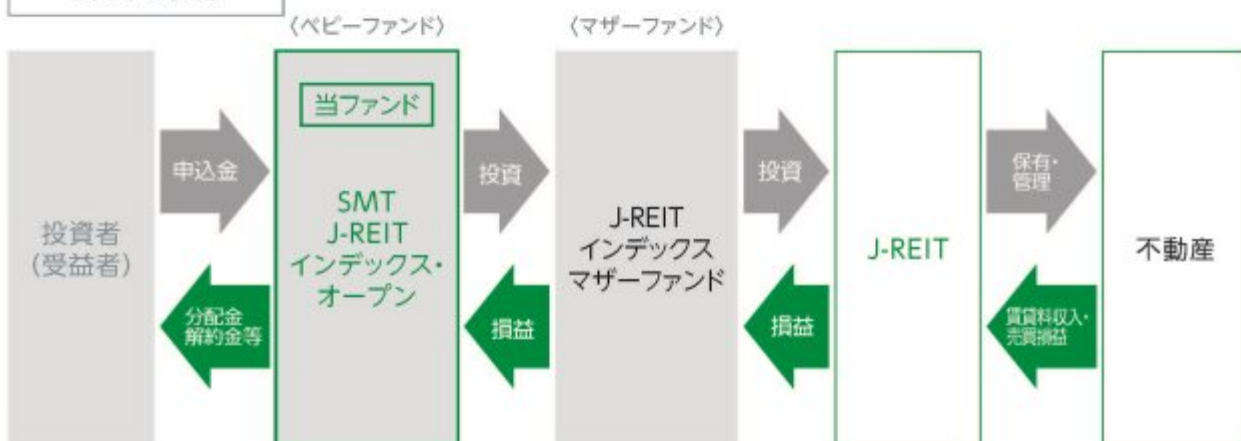 〈ベビーファンド〉
〈マザーファンド〉
投資者
(受益者)
申込金
分配金
解約金等
当ファンド
SMT
J-REIT
インデックス・
オープン
投資
損益
J-REIT
インデックス
マザーファンド
投資
損益
J-REIT
保有・
管理
賃貸料収入・
売買損益
不動産